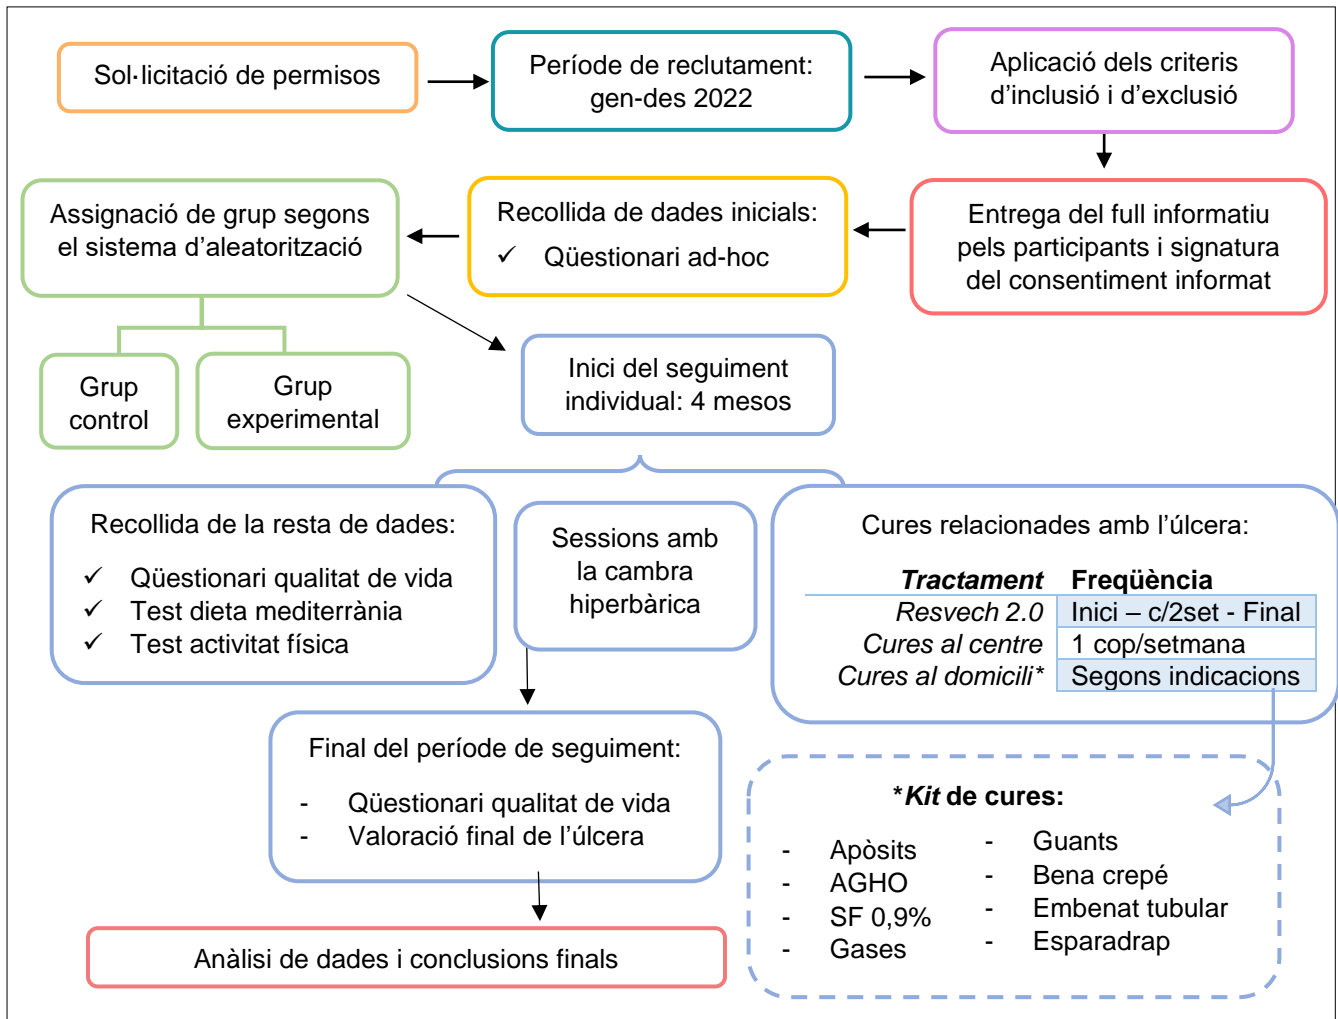 Sol·licitació de permisos
Període de reclutament:
gen-des 2022
Aplicació dels criteris
d'inclusió i d'exclusió
Entrega del full informatiu
pels participants i signatura
del consentiment informat
Recollida de dades inicials:
✓ Qüestionari ad-hoc
Assignació de grup segons
el sistema d'aleatorització
Grup
control
Grup
experimental
Inici del seguiment
individual: 4 mesos
Recollida de la resta de dades:
✓ Qüestionari qualitat de vida
✓ Test dieta mediterrània
✓ Test activitat física
Sessions amb
la cambra
hiperbàrica
Cures relacionades amb l'úlcera:
Tractament Freqüència
Resvech 2.0 Inici – c/2set - Final
Cures al centre 1 cop/setmana
Cures al domicili* Segons indicacions
Final del període de seguiment:
- Qüestionari qualitat de vida
- Valoració final de l'úlcera
*Kit de cures:
- Apòsits
- AGHO
- SF 0,9%
- Gases
- Guants
- Bena crepé
- Embenat tubular
- Esparadrap
Anàlisi de dades i conclusions finals